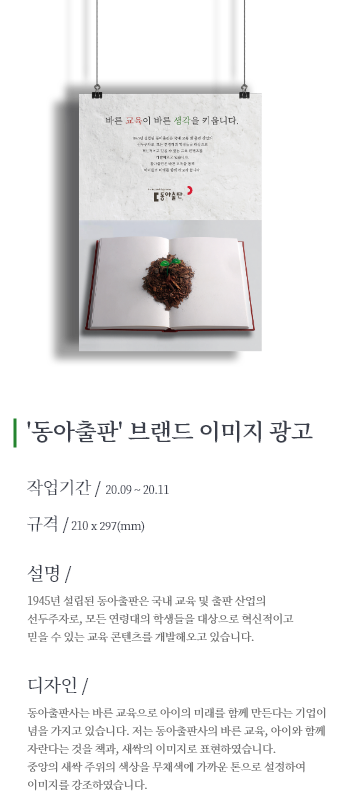 바른 교육이 바른 생각을 키웁니다.
동아출판
'동아출판' 브랜드 이미지 광고
작업기간 / 20.09 ~ 20.11
규격 / 210 x 297(mm)
설명 /
1945년 설립된 동아출판은 국내 교육 및 출판 산업의
선두주자로, 모든 연령대의 학생들을 대상으로 혁신적이고
믿을 수 있는 교육 콘텐츠를 개발해오고 있습니다.
디자인 /
동아출판사는 바른 교육으로 아이의 미래를 함께 만든다는 기업이
념을 가지고 있습니다. 저는 동아출판사의 바른 교육, 아이와 함께
자란다는 것을 책과, 새싹의 이미지로 표현하였습니다.
중앙의 새싹 주위의 색상을 무채색에 가까운 톤으로 설정하여
이미지를 강조하였습니다.